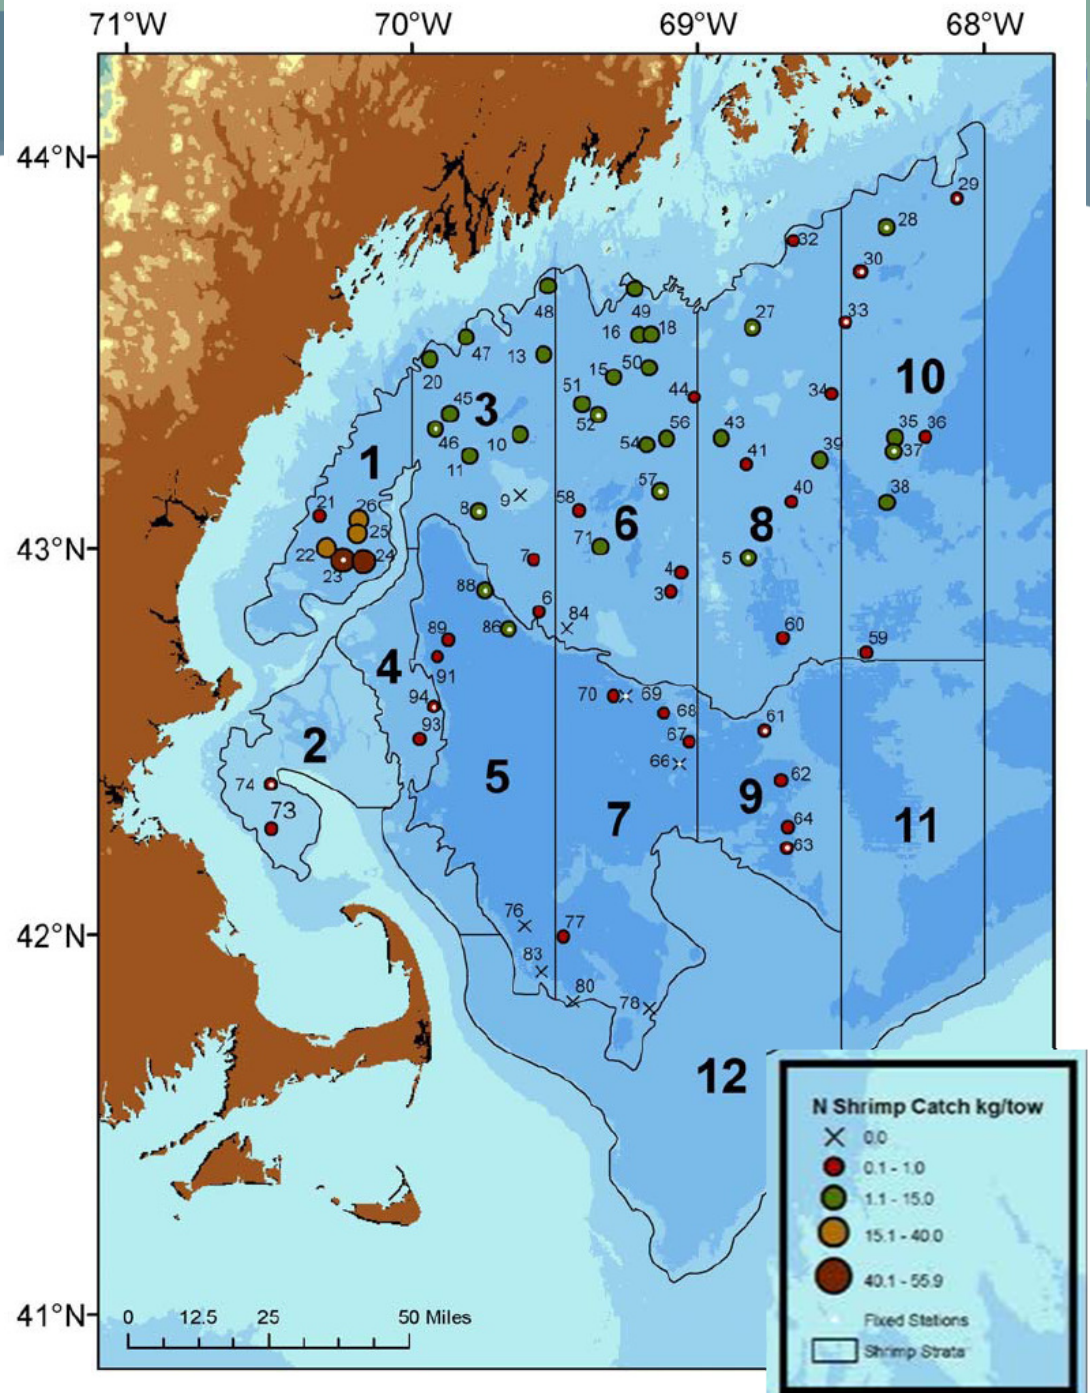 71°W 70°W 69°W 68°W
44°N
29
28
32
30
48 49
27 33
16 18
47 13
20 15 50
34 10
51 44
45 3
52
46 10 54 56 43 35 36
1 11 41 39 37
57
21 26 8 9 58 6 8 40 38
25 71
43°N
22 24 7 5
23 4
88 3
6 84
86 60
89 59
4 91
94 70 69
68
93 61
2 67
66
74 5 62
9
73 7 64 11
63
42°N
76 77
83
80 78
12
41°N
0 12.5 25 50 Miles
N Shrimp Catch kg/tow
0.0
0.1 - 1.0
1.1 - 15.0
15.1 - 40.0
40.1 - 55.9
Fixed Stations
Shrimp Strata